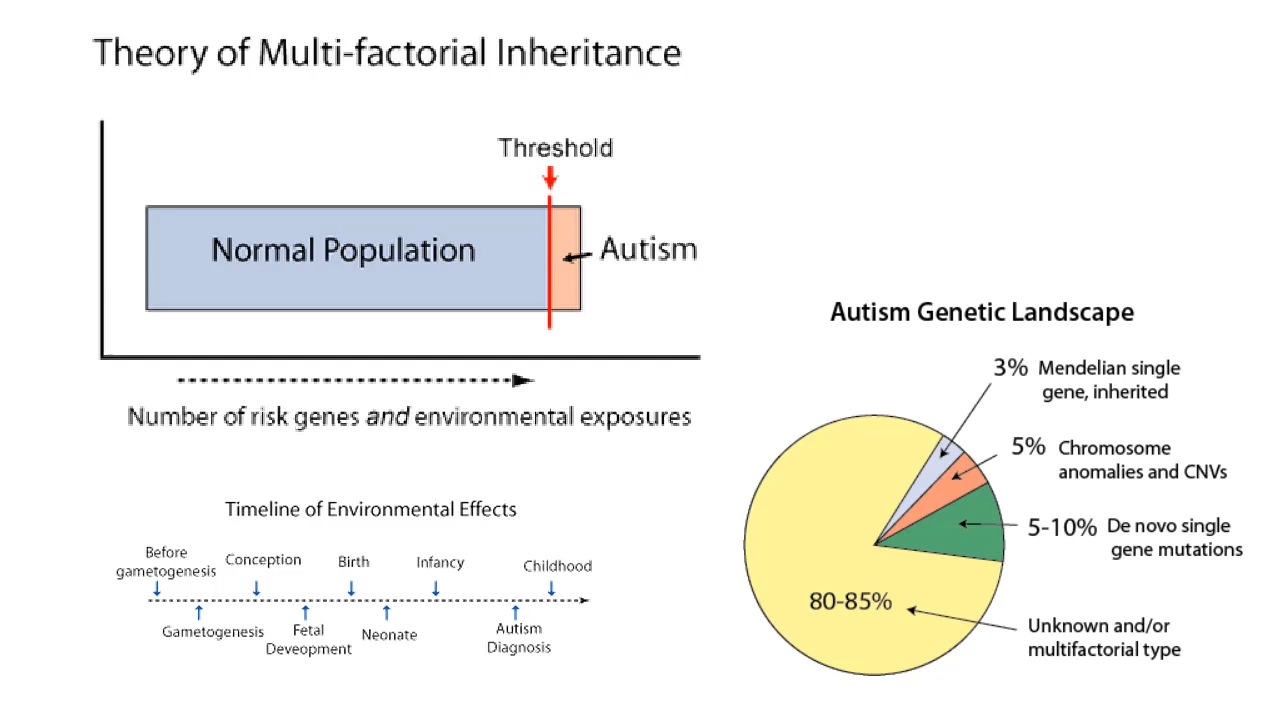 Theory of Multi-factorial Inheritance
Threshold
Normal Population
Autism
Number of risk genes and environmental exposures
Timeline of Environmental Effects
Before
gametogenesis
Conception
Birth
Infancy
Childhood
Gametogenesis
Fetal
Deveopment
Neonate
Autism
Diagnosis
Autism Genetic Landscape
3% Mendelian single
gene, inherited
5% Chromosome
anomalies and CNVs
5-10% De novo single
gene mutations
80-85%
Unknown and/or
multifactorial type